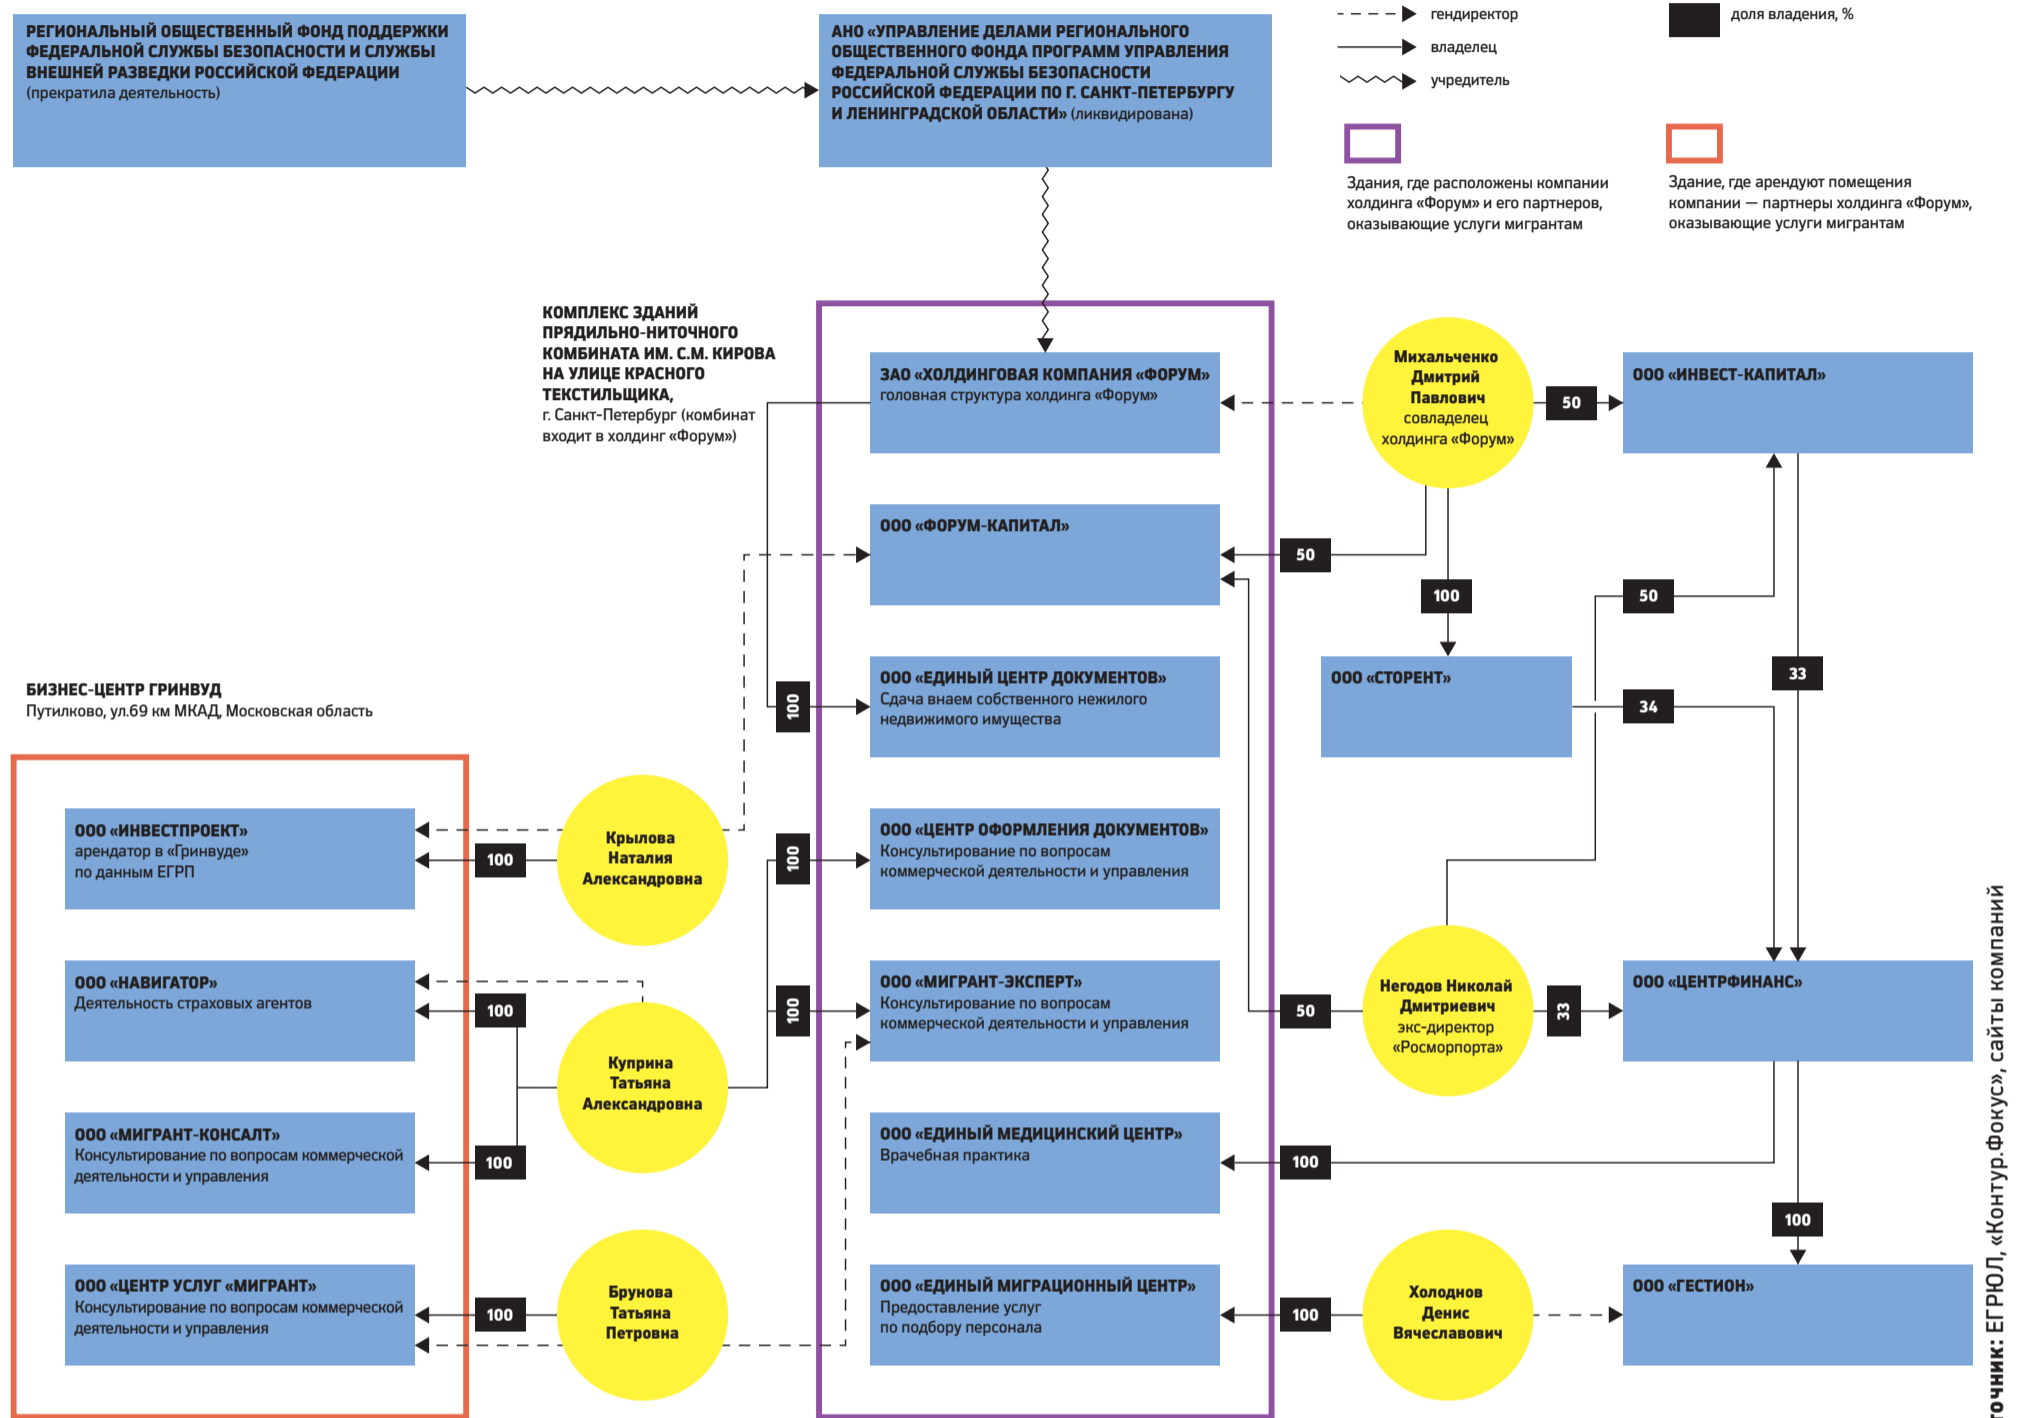 РЕГИОНАЛЬНЫЙ ОБЩЕСТВЕННЫЙ ФОНД ПОДДЕРЖКИ
ФЕДЕРАЛЬНОЙ СЛУЖБЫ БЕЗОПАСНОСТИ И СЛУЖБЫ
ВНЕШНЕЙ РАЗВЕДКИ РОССИЙСКОЙ ФЕДЕРАЦИИ
(прекратила деятельность)
АНО «УПРАВЛЕНИЕ ДЕЛАМИ РЕГИОНАЛЬНОГО
ОБЩЕСТВЕННОГО ФОНДА ПРОГРАММ УПРАВЛЕНИЯ
ФЕДЕРАЛЬНОЙ СЛУЖБЫ БЕЗОПАСНОСТИ
РОССИЙСКОЙ ФЕДЕРАЦИИ ПО Г. САНКТ-ПЕТЕРБУРГУ
И ЛЕНИНГРАДСКОЙ ОБЛАСТИ» (ликвидирована)
гендиректор
владелец
учредитель
доля владения, %
Здания, где расположены компании
холдинга «Форум» и его партнеров,
оказывающие услуги мигрантам
Здание, где арендуют помещения
компании — партнеры холдинга «Форум»,
оказывающие услуги мигрантам
КОМПЛЕКС ЗДАНИЙ
ПРЯДИЛЬНО-НИТОЧНОГО
КОМБИНАТА ИМ. С.М. КИРОВА
НА УЛИЦЕ КРАСНОГО
ТЕКСТИЛЬЩИКА,
г. Санкт-Петербург (комбинат
входит в холдинг «Форум»)
ЗАО «ХОЛДИНГОВАЯ КОМПАНИЯ «ФОРУМ»
головная структура холдинга «Форум»
Михальченко
Дмитрий
Павлович
совладелец
холдинга «Форум»
50
ООО «ИНВЕСТ-КАПИТАЛ»
ООО «ФОРУМ-КАПИТАЛ»
50
100
50
33
ООО «ЕДИНЫЙ ЦЕНТР ДОКУМЕНТОВ»
Сдача внаем собственного нежилого
недвижимого имущества
100
ООО «СТОРЕНТ»
34
БИЗНЕС-ЦЕНТР ГРИНВУД
Путилково, ул.69 км МКАД, Московская область
ООО «ИНВЕСТПРОЕКТ»
арендатор в «Гринвуде»
по данным ЕГРП
100
Крылова
Наталия
Александровна
100
ООО «ЦЕНТР ОФОРМЛЕНИЯ ДОКУМЕНТОВ»
Консультирование по вопросам
коммерческой деятельности и управления
ООО «НАВИГАТОР»
Деятельность страховых агентов
100
Куприна
Татьяна
Александровна
100
ООО «МИГРАНТ-ЭКСПЕРТ»
Консультирование по вопросам
коммерческой деятельности и управления
50
Негодов Николай
Дмитриевич
экс-директор
«Росморпорта»
33
ООО «ЦЕНТРФИНАНС»
ООО «МИГРАНТ-КОНСАЛТ»
Консультирование по вопросам коммерческой
деятельности и управления
100
ООО «ЕДИНЫЙ МЕДИЦИНСКИЙ ЦЕНТР»
Врачебная практика
100
100
ООО «ЦЕНТР УСЛУГ «МИГРАНТ»
Консультирование по вопросам коммерческой
деятельности и управления
100
Брунова
Татьяна
Петровна
ООО «ЕДИНЫЙ МИГРАЦИОННЫЙ ЦЕНТР»
Предоставление услуг
по подбору персонала
100
Холоднов
Денис
Вячеславович
ООО «ГЕСТИОН»
точник: ЕГРЮЛ, «Контур.Фокус», сайты компаний